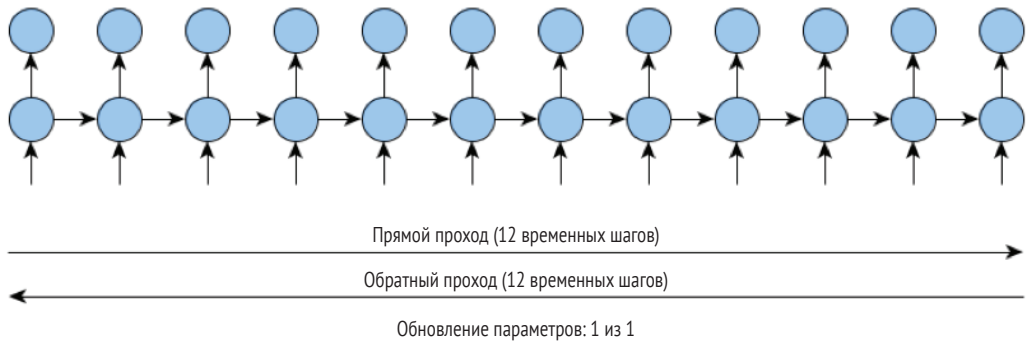 Прямой проход (12 временных шагов)
Обратный проход (12 временных шагов)
Обновление параметров: 1 из 1